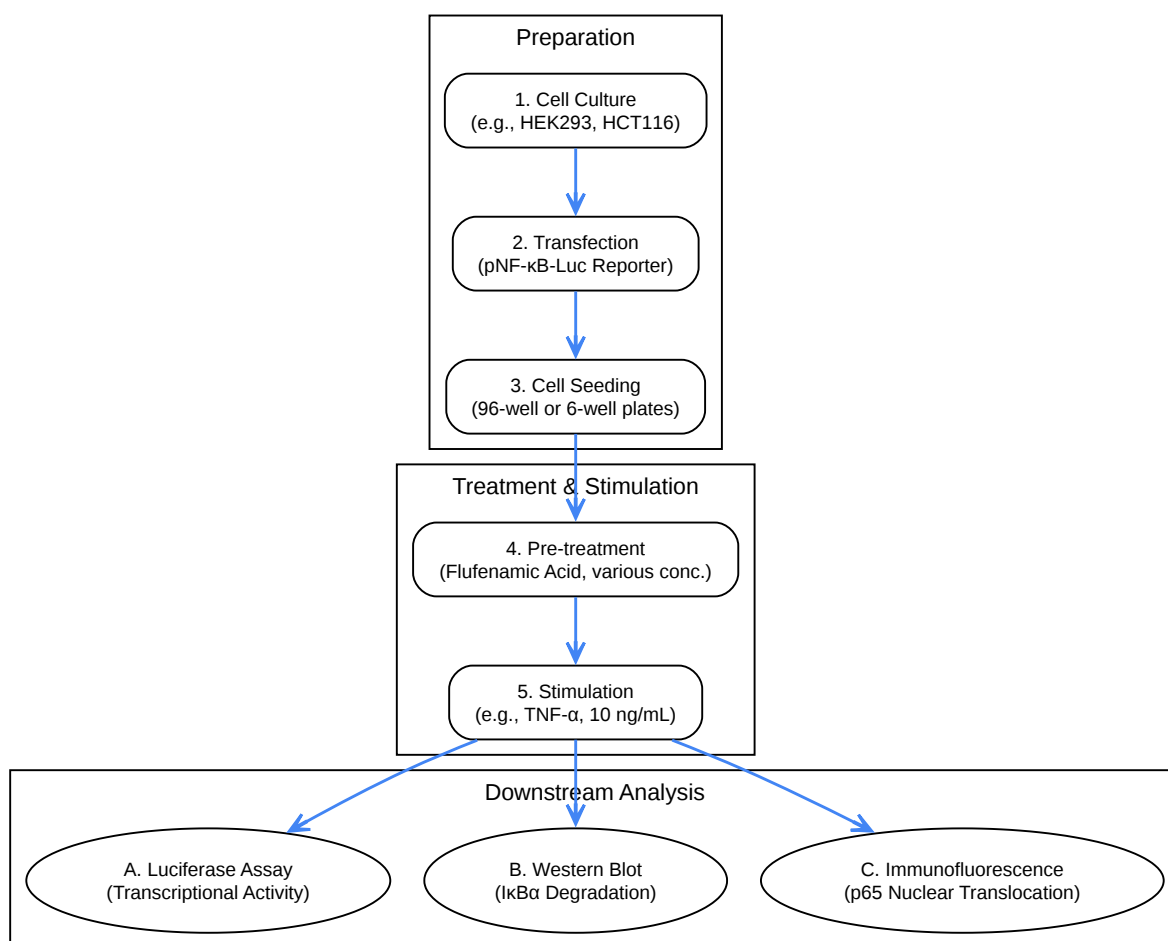 Preparation
1. Cell Culture
(e.g., HEK293, HCT116)
2. Transfection
(pNF-κB-Luc Reporter)
3. Cell Seeding
(96-well or 6-well plates)
Treatment & Stimulation
4. Pre-treatment
(Flufenamic Acid, various conc.)
5. Stimulation
(e.g., TNF-α, 10 ng/mL)
Downstream Analysis
A. Luciferase Assay
(Transcriptional Activity)
B. Western Blot
(IκBα Degradation)
C. Immunofluorescence
(p65 Nuclear Translocation)